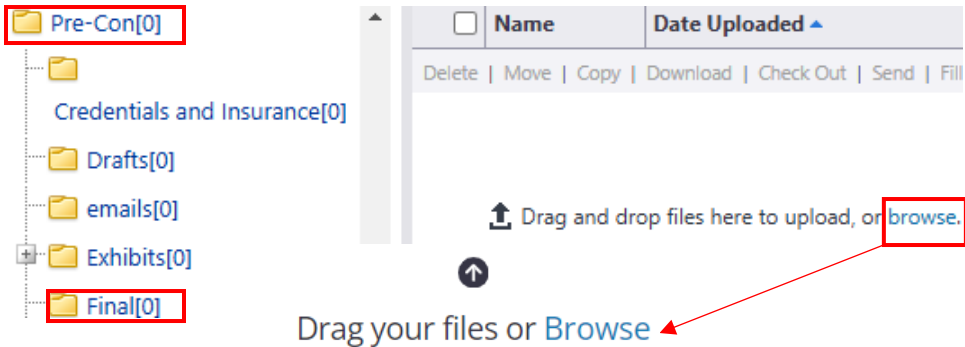 Pre-Con[0]
Credentials and Insurance[0]
Drafts[0]
emails[0]
Exhibits[0]
Final[0]
Name Date Uploaded
Delete | Move | Copy | Download | Check Out | Send | Fill
Drag and drop files here to upload, or browse.
Drag your files or Browse